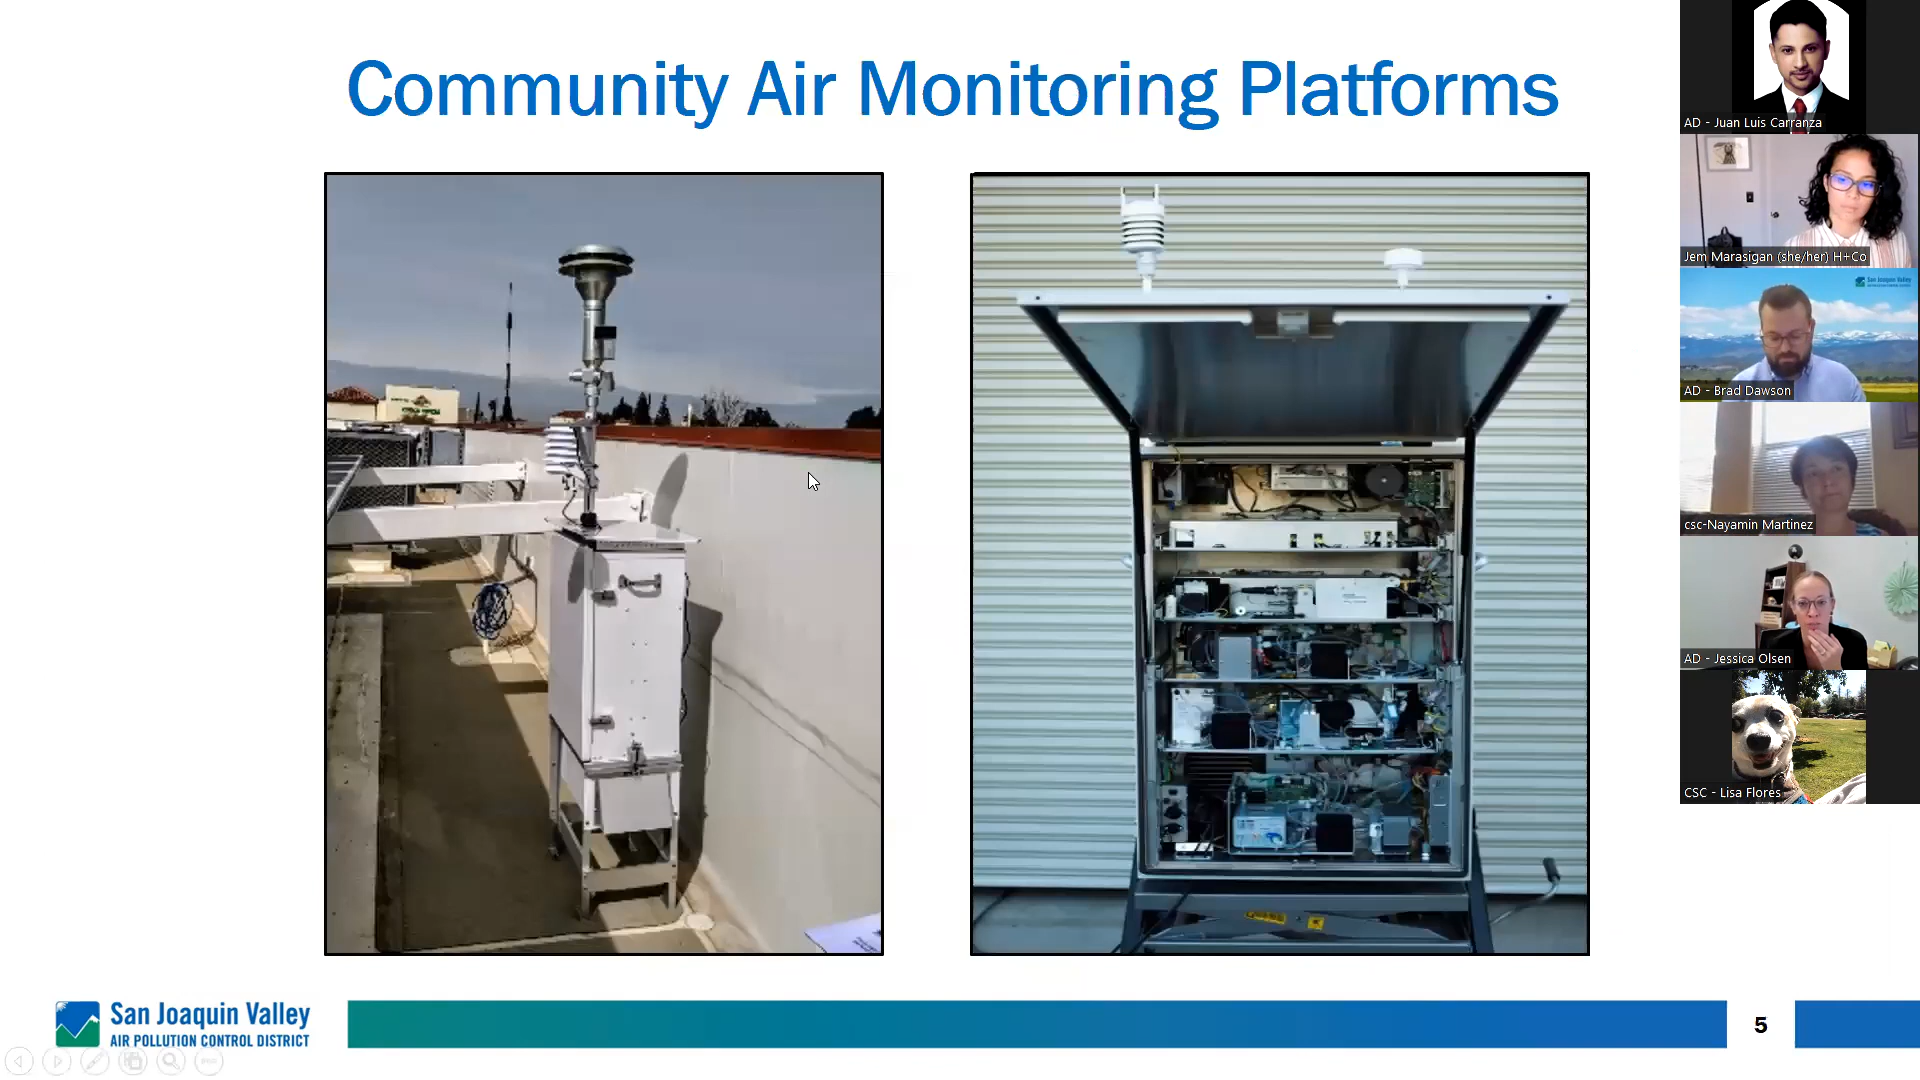 Community Air Monitoring Platforms
AD - Juan Luis Carranza
Jem Marasigan (she/her) H+Co
AD - Brad Dawson
csc-Nayamin Martinez
AD - Jessica Olsen
CSC - Lisa Flores
San Joaquin Valley
AIR POLLUTION CONTROL DISTRICT
5